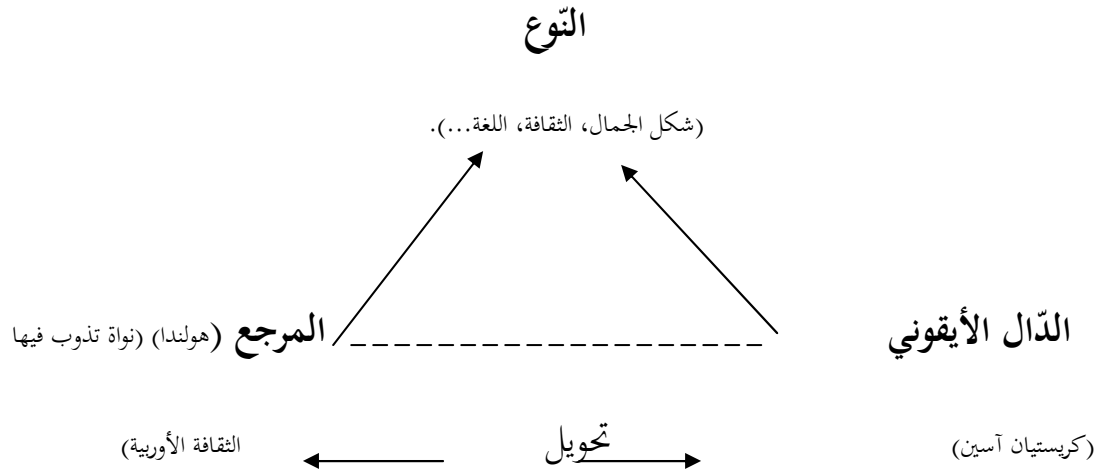 النّوع
(شكل الجمال، الثقافة، اللغة...).
الدّال الأيقوني
المرجع (هولندا) (نواة تذوب فيها
(كريستيان آسين)
تحويل
الثقافة الأوربية)